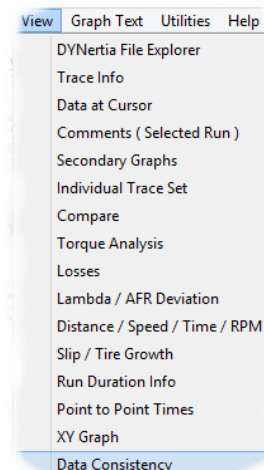 View Graph Text Utilities Help
DYNertia File Explorer
Trace Info
Data at Cursor
Comments ( Selected Run )
Secondary Graphs
Individual Trace Set
Compare
Torque Analysis
Losses
Lambda / AFR Deviation
Distance / Speed / Time / RPM
Slip / Tire Growth
Run Duration Info
Point to Point Times
XY Graph
Data Consistency